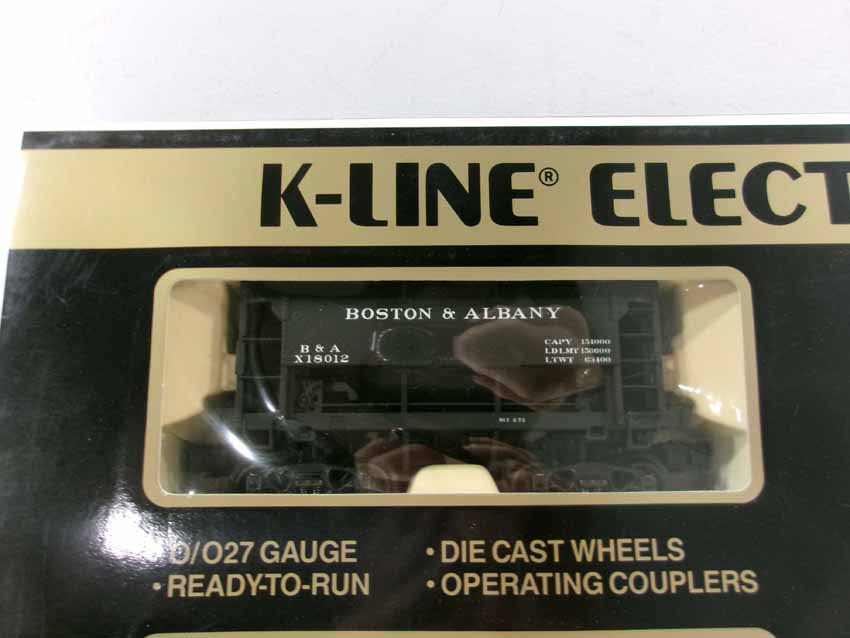 K-LINE® ELECT
BOSTON & ALBANY
B & A
X18012
CAPY 154000
LDLMT 150600
LTWT 63400
O/O27 GAUGE
• READY-TO-RUN
• DIE CAST WHEELS
• OPERATING COUPLERS